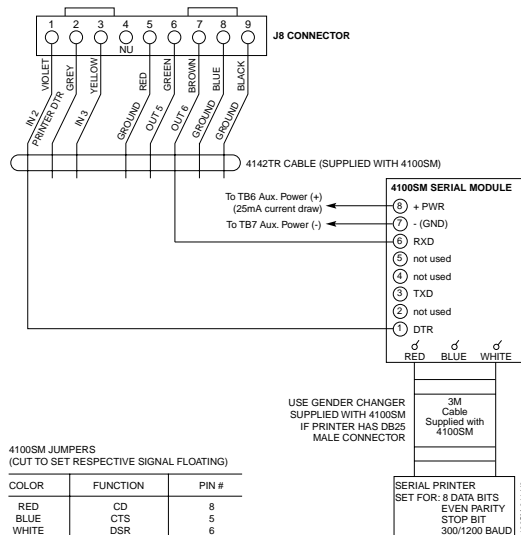 1 2 3 4 5 6 7 8 9
NU
J8 CONNECTOR
VIOLET GREY YELLOW RED GREEN BROWN BLUE BLACK
IN 2 PRINTER DTR IN 3 GROUND OUT 5 OUT 6 GROUND GROUND
4142TR CABLE (SUPPLIED WITH 4100SM)
4100SM SERIAL MODULE
To TB6 Aux. Power (+)
(25mA current draw)
To TB7 Aux. Power (-)
8 + PWR
7 - (GND)
6 RXD
5 not used
4 not used
3 TXD
2 not used
1 DTR
RED BLUE WHITE
USE GENDER CHANGER
SUPPLIED WITH 4100SM
IF PRINTER HAS DB25
MALE CONNECTOR
3M
Cable
Supplied with
4100SM
4100SM JUMPERS
(CUT TO SET RESPECTIVE SIGNAL FLOATING)
COLOR FUNCTION PIN #
RED CD 8
BLUE CTS 5
WHITE DSR 6
SERIAL PRINTER
SET FOR: 8 DATA BITS
EVEN PARITY
STOP BIT
300/1200 BAUD